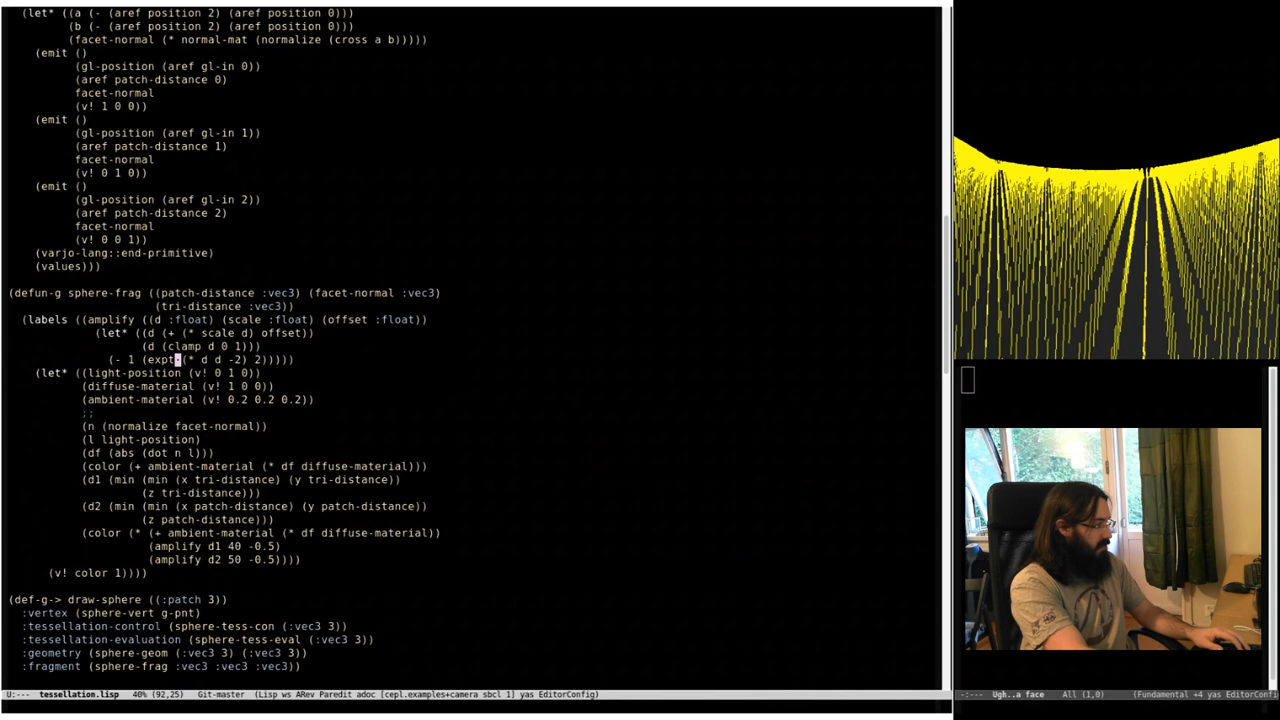 (let* ((a (- (aref position 2) (aref position 0)))
(b (- (aref position 2) (aref position 0)))
(facet-normal (* normal-mat (normalize (cross a b)))))
(emit ()
(gl-position (aref gl-in 0))
(aref patch-distance 0)
facet-normal
(v! 1 0 0))
(emit ()
(gl-position (aref gl-in 1))
(aref patch-distance 1)
facet-normal
(v! 0 1 0))
(emit ()
(gl-position (aref gl-in 2))
(aref patch-distance 2)
facet-normal
(v! 0 0 1))
(varjo-lang::end-primitive)
(values)))
(defun-g sphere-frag ((patch-distance :vec3) (facet-normal :vec3)
(tri-distance :vec3))
(labels ((amplify ((d :float) (scale :float) (offset :float))
(let* ((d (+ (* scale d) offset))
(d (clamp d 0 1)))
(- 1 (expt (* d d -2) 2)))))
(let* ((light-position (v! 0 1 0))
(diffuse-material (v! 1 0 0))
(ambient-material (v! 0.2 0.2 0.2))
;;
(n (normalize facet-normal))
(l light-position)
(df (abs (dot n l)))
(color (+ ambient-material (* df diffuse-material)))
(d1 (min (min (x tri-distance) (y tri-distance))
(z tri-distance)))
(d2 (min (min (x patch-distance) (y patch-distance))
(z patch-distance)))
(color (* (+ ambient-material (* df diffuse-material))
(amplify d1 40 -0.5)
(amplify d2 50 -0.5))))
(v! color 1))))
(def-g-> draw-sphere ((:patch 3))
:vertex (sphere-vert g-pnt)
:tessellation-control (sphere-tess-con (:vec3 3))
:tessellation-evaluation (sphere-tess-eval (:vec3 3))
:geometry (sphere-geom (:vec3 3) (:vec3 3))
:fragment (sphere-frag :vec3 :vec3 :vec3))
U:--- tessellation.lisp 40% (92,25) Git-master (Lisp ws ARev Paredit adoc [cepl.examples+camera sbcl 1] yas EditorConfig)
-:--- Ugh..a face All (1,0) (Fundamental +4 yas EditorConfi